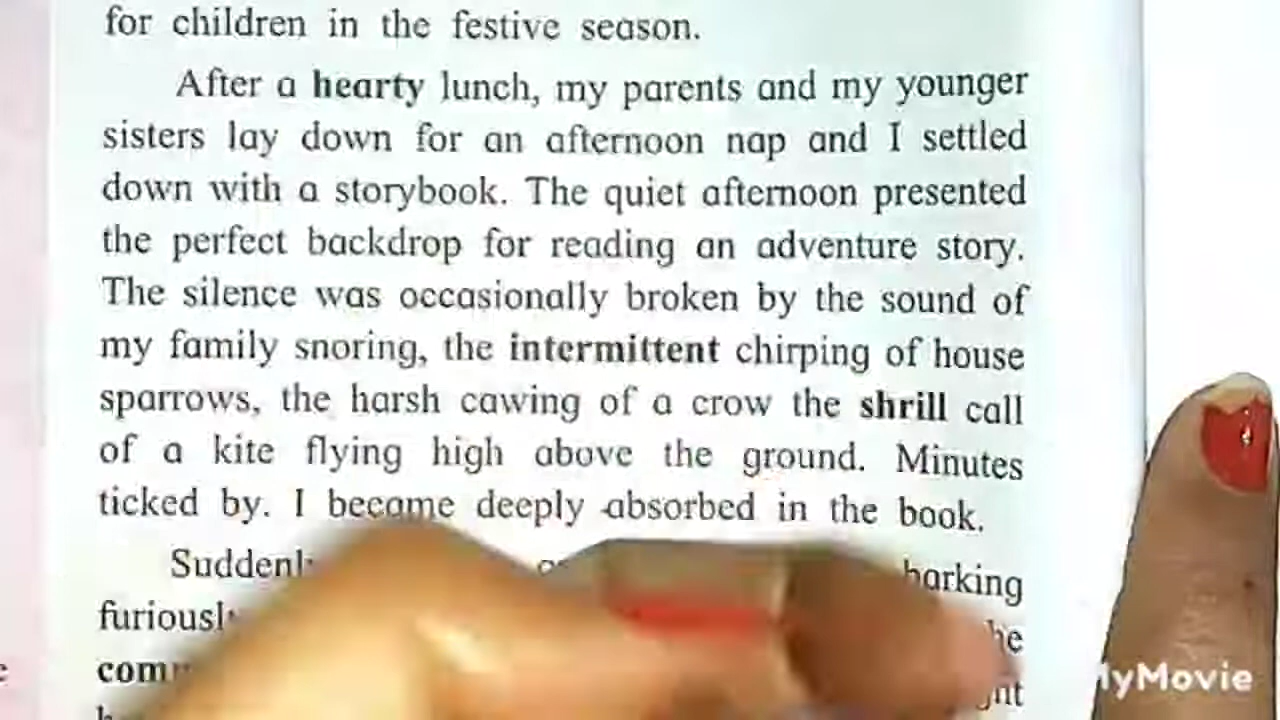 for children in the festive season.
After a hearty lunch, my parents and my younger
sisters lay down for an afternoon nap and I settled
down with a storybook. The quiet afternoon presented
the perfect backdrop for reading an adventure story.
The silence was occasionally broken by the sound of
my family snoring, the intermittent chirping of house
sparrows, the harsh cawing of a crow the shrill call
of a kite flying high above the ground. Minutes
ticked by. I became deeply absorbed in the book.
barking
MyMovie